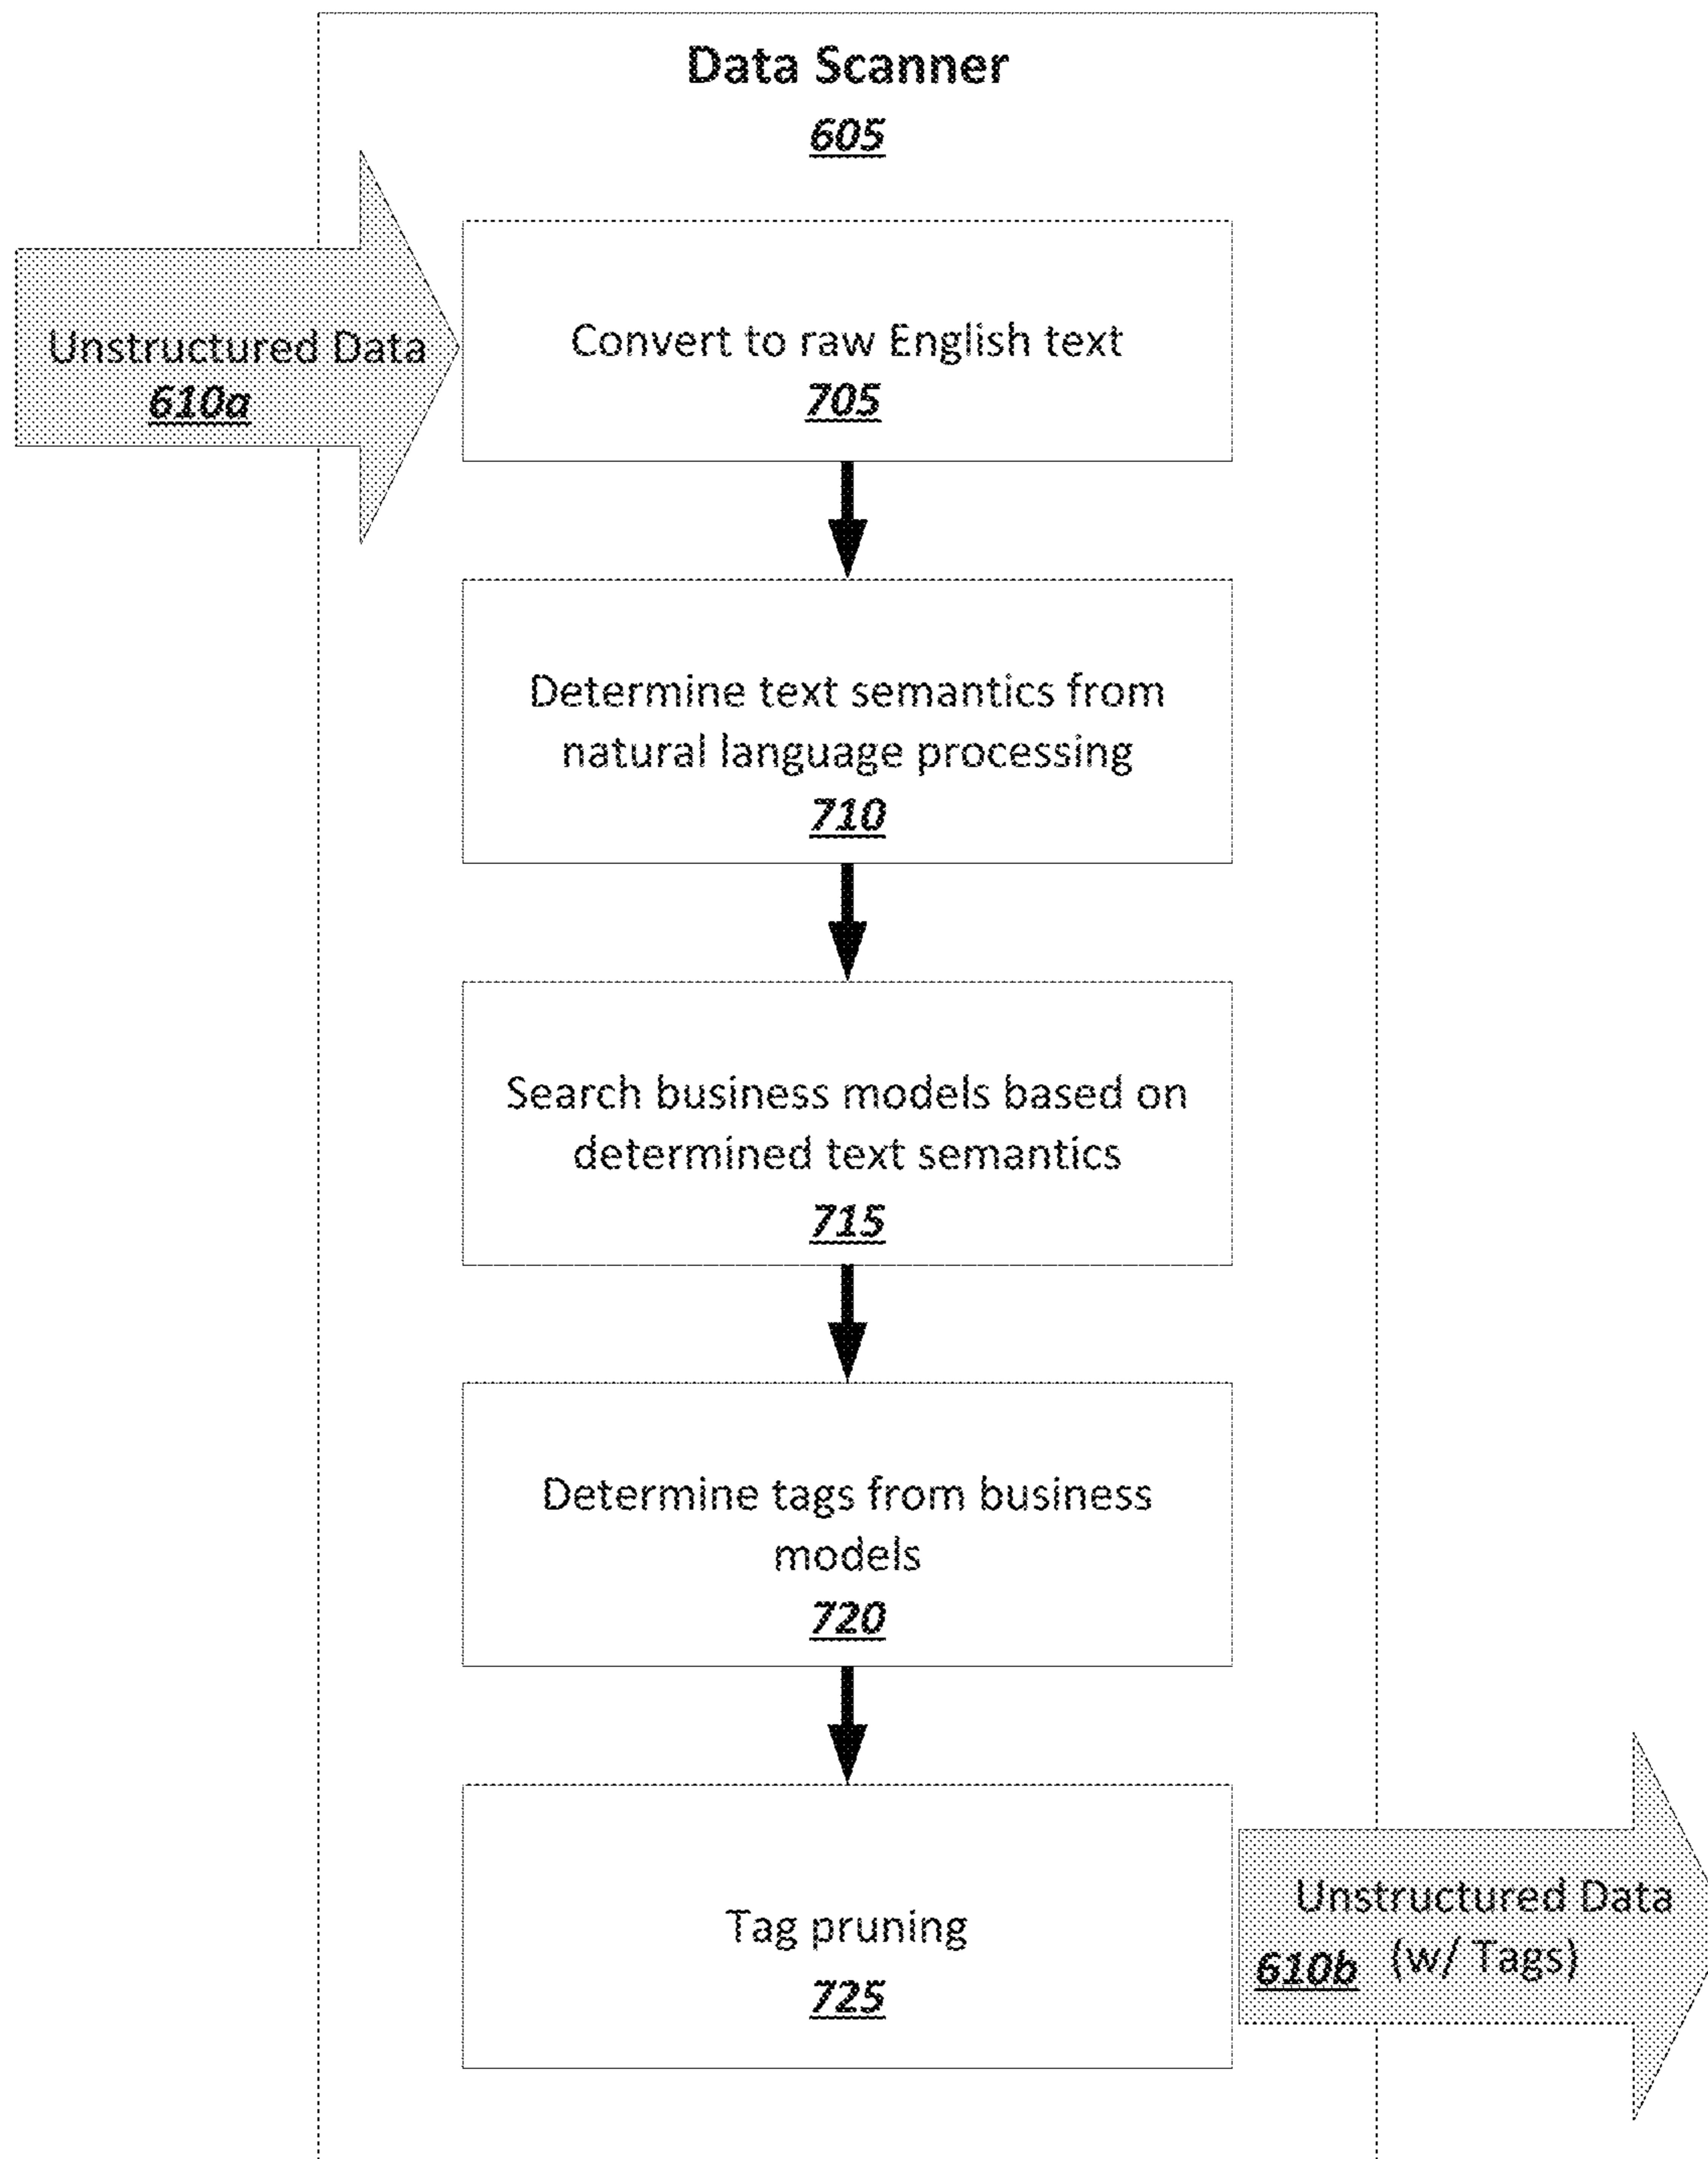 Data Scanner
605
Unstructured Data
610a
Convert to raw English text
705
Determine text semantics from
natural language processing
710
Search business models based on
determined text semantics
715
Determine tags from business
models
720
Tag pruning
725
Unstructured Data
610b (w/ Tags)